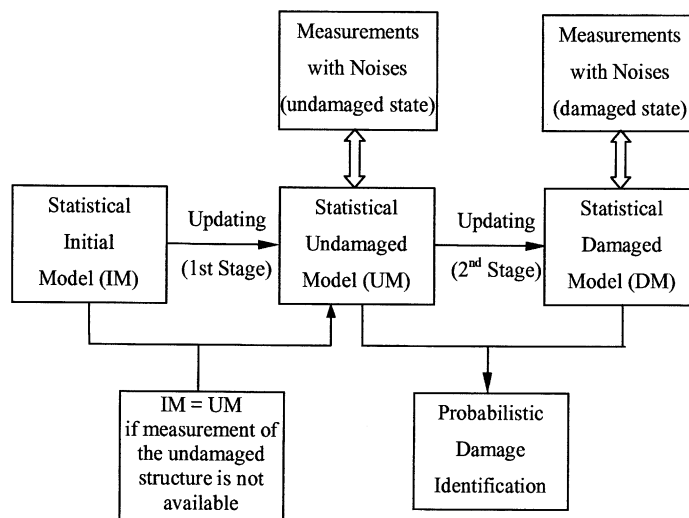 Measurements
with Noises
(undamaged state)
Measurements
with Noises
(damaged state)
Statistical
Initial
Model (IM)
Updating
(1st Stage)
Statistical
Undamaged
Model (UM)
Updating
(2nd Stage)
Statistical
Damaged
Model (DM)
IM = UM
if measurement of
the undamaged
structure is not
available
Probabilistic
Damage
Identification